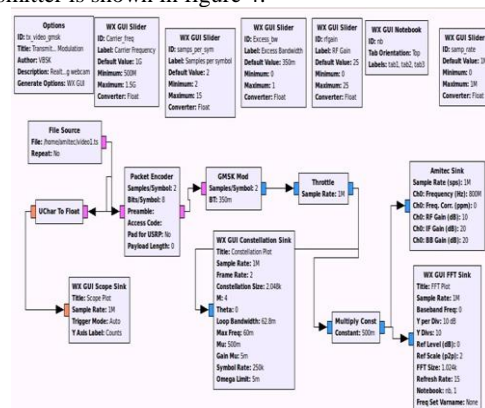 smitter is shown in figure 4.
Options
ID: tx_video_gmsk
Title: Transmit... Modulation
Author: VBSK
Description: Realt...g webcam
Generate Options: WX GUI
WX GUI Slider
ID: Carrier_freq
Label: Carrier Frequency
Default Value: 1G
Minimum: 500M
Maximum: 1.5G
Converter: Float
WX GUI Slider
ID: samps_per_sym
Label: Samples per symbol
Default Value: 2
Minimum: 2
Maximum: 15
Converter: Float
WX GUI Slider
ID: Excess_bw
Label: Excess Bandwidth
Default Value: 350m
Minimum: 0
Maximum: 1
Converter: Float
WX GUI Slider
ID: rfgain
Label: RF Gain
Default Value: 25
Minimum: 0
Maximum: 25
Converter: Float
WX GUI Notebook
ID: nb
Tab Orientation: Top
Labels: tab1, tab2, tab3
WX GUI Slider
ID: samp_rate
Default Value: 1M
Converter: Float
File Source
File: /home/amitec/video1.ts
Repeat: No
UChar To Float
Packet Encoder
Samples/Symbol: 2
Bits/Symbol: 8
Preamble:
Access Code:
Pad for USRP: No
Payload Length: 0
GMSK Mod
Samples/Symbol: 2
BT: 350m
Throttle
Sample Rate: 1M
Amitec Sink
Sample Rate (sps): 1M
Ch0: Frequency (Hz): 800M
Ch0: Freq. Corr. (ppm): 0
Ch0: RF Gain (dB): 10
Ch0: IF Gain (dB): 20
Ch0: BB Gain (dB): 20
WX GUI Scope Sink
Title: Scope Plot
Sample Rate: 1M
Trigger Mode: Auto
Y Axis Label: Counts
WX GUI Constellation Sink
Title: Constellation Plot
Sample Rate: 1M
Frame Rate: 2
Constellation Size: 2.048k
M: 4
Theta: 0
Loop Bandwidth: 62.8m
Max Freq: 60m
Mu: 500m
Gain Mu: 5m
Symbol Rate: 250k
Omega Limit: 5m
Multiply Const
Constant: 500m
WX GUI FFT Sink
Title: FFT Plot
Sample Rate: 1M
Baseband Freq: 0
Y per Div: 10 dB
Y Divs: 10
Ref Level (dB): 0
Ref Scale (p2p): 2
FFT Size: 1.024k
Refresh Rate: 15
Notebook: nb, 1
Freq Set Varname: None